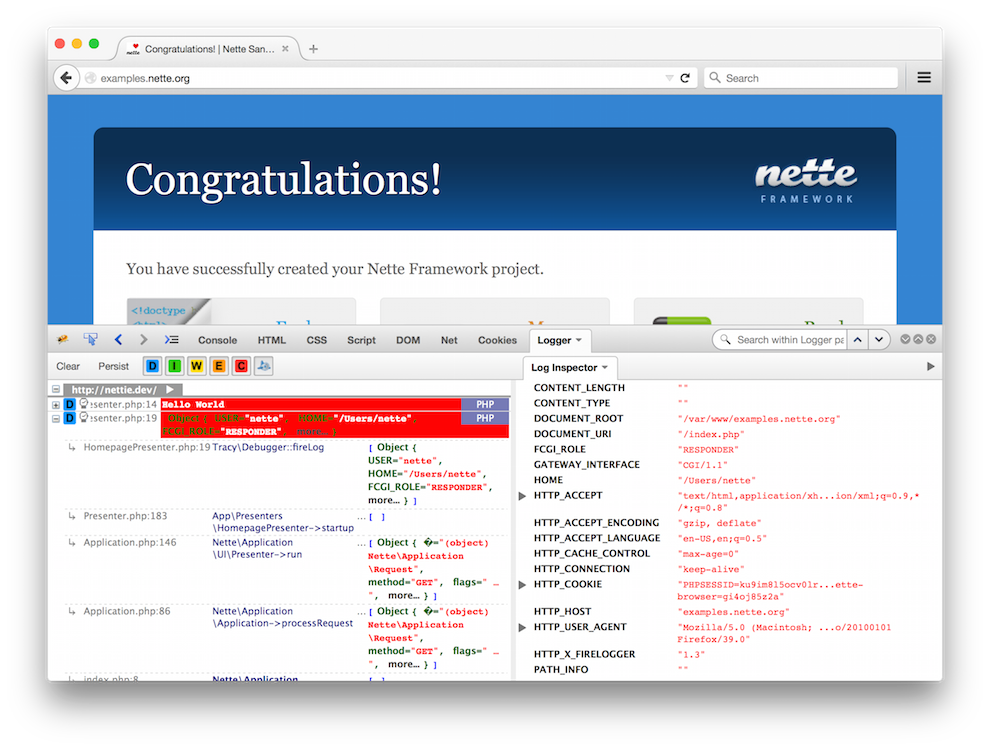 Congratulations! | Nette San...
examples.nette.org
Search
Congratulations!
nette
FRAMEWORK
You have successfully created your Nette Framework project.
<!doctype
Console HTML CSS Script DOM Net Cookies Logger
Search within Logger pa
Clear Persist D I W E C
http://nettie.dev/
D :senter.php:14 Hello World PHP
D :senter.php:19 "nette", HOME="/Users/nette", PHP
FCGI_ROLE="RESPONDER",
HomepagePresenter.php:19 Tracy\Debugger::fireLog [ Object {
USER="nette",
HOME="/Users/nette",
FCGI_ROLE="RESPONDER",
more... } ]
Presenter.php:183 App\Presenters ... [ ]
\HomepagePresenter->startup
Application.php:146 Nette\Application ... [ Object { �="(object)
\UI\Presenter->run Nette\Application
\Request",
method="GET", flags=" ...
", more... } ]
Application.php:86 Nette\Application ... [ Object { �="(object)
\Application->processRequest Nette\Application
\Request",
method="GET", flags=" ...
", more... } ]
index.php:8 Nette\Application ... [ ]
Log Inspector
CONTENT_LENGTH ""
CONTENT_TYPE ""
DOCUMENT_ROOT "/var/www/examples.nette.org"
DOCUMENT_URI "/index.php"
FCGI_ROLE "RESPONDER"
GATEWAY_INTERFACE "CGI/1.1"
HOME "/Users/nette"
HTTP_ACCEPT "text/html,application/xh...ion/xml;q=0.9,*
/*;q=0.8"
HTTP_ACCEPT_ENCODING "gzip, deflate"
HTTP_ACCEPT_LANGUAGE "en-US,en;q=0.5"
HTTP_CACHE_CONTROL "max-age=0"
HTTP_CONNECTION "keep-alive"
HTTP_COOKIE "PHPSESSID=ku9im815ocv01r...ette-
browser=gi4oj85z2a"
HTTP_HOST "examples.nette.org"
HTTP_USER_AGENT "Mozilla/5.0 (Macintosh; ...o/20100101
Firefox/39.0"
HTTP_X_FIRELOGGER "1.3"
PATH_INFO ""